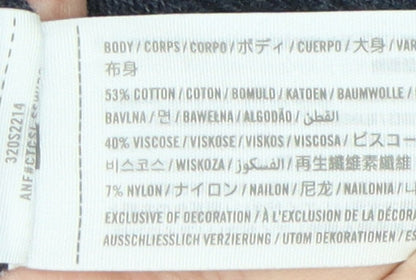 BODY / CORPS / CORPO / ボディ / CUERPO / 大身 / VAR
布身
53% COTTON / COTON / BOMULD / KATOEN / BAUMWOLLE /
BAVLNA / 면 / BAWEŁNA / ALGODÃO / القطن /
40% VISCOSE / VISKOSE / VISKOS / VISCOSA / ビスコー
비스코스 / WISKOZA / الفسكوز / 再生纖維素纖維
7% NYLON / ナイロン / NAILON / 尼龙 / NAILONIA /
EXCLUSIVE OF DECORATION / À L'EXCLUSION DE LA DÉCORA
AUSSCHLIESSLICH VERZIERUNG / UTOM DEKORATIONEN / ES
320S2214